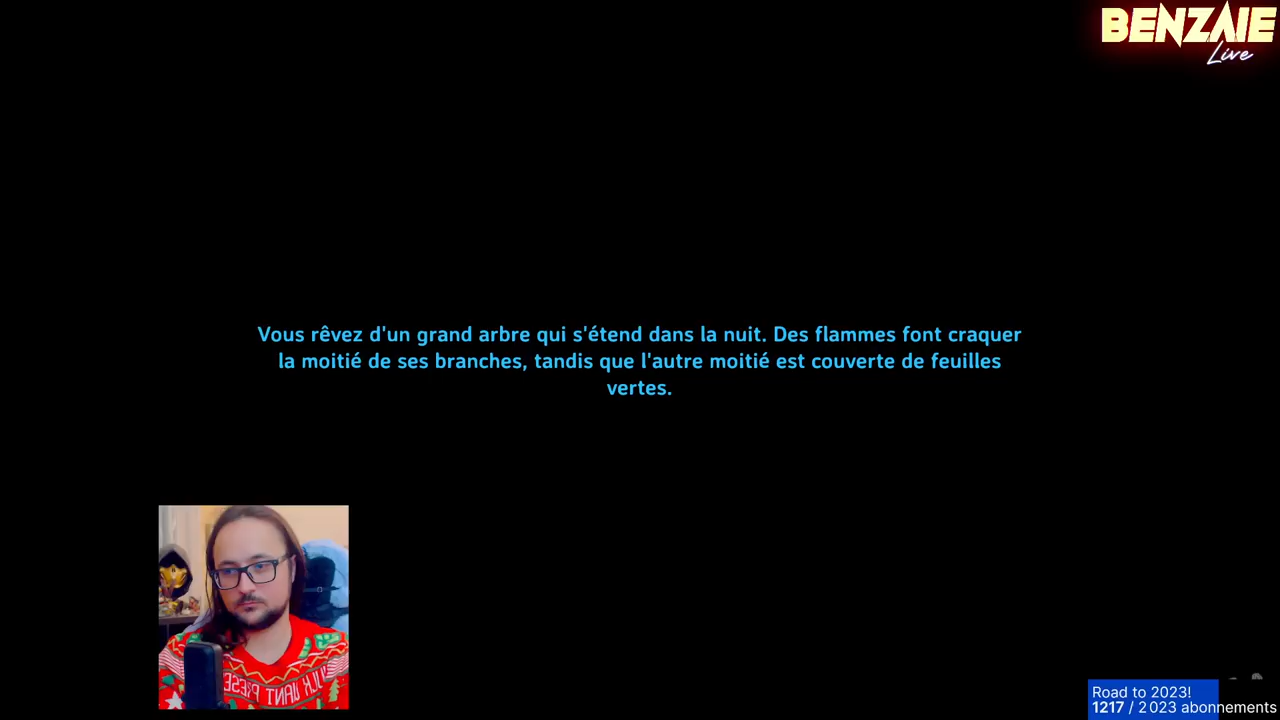 BENZAIE
Live
Vous rêvez d'un grand arbre qui s'étend dans la nuit. Des flammes font craquer
la moitié de ses branches, tandis que l'autre moitié est couverte de feuilles
vertes.
Road to 2023!
1217 / 2023 abonnements